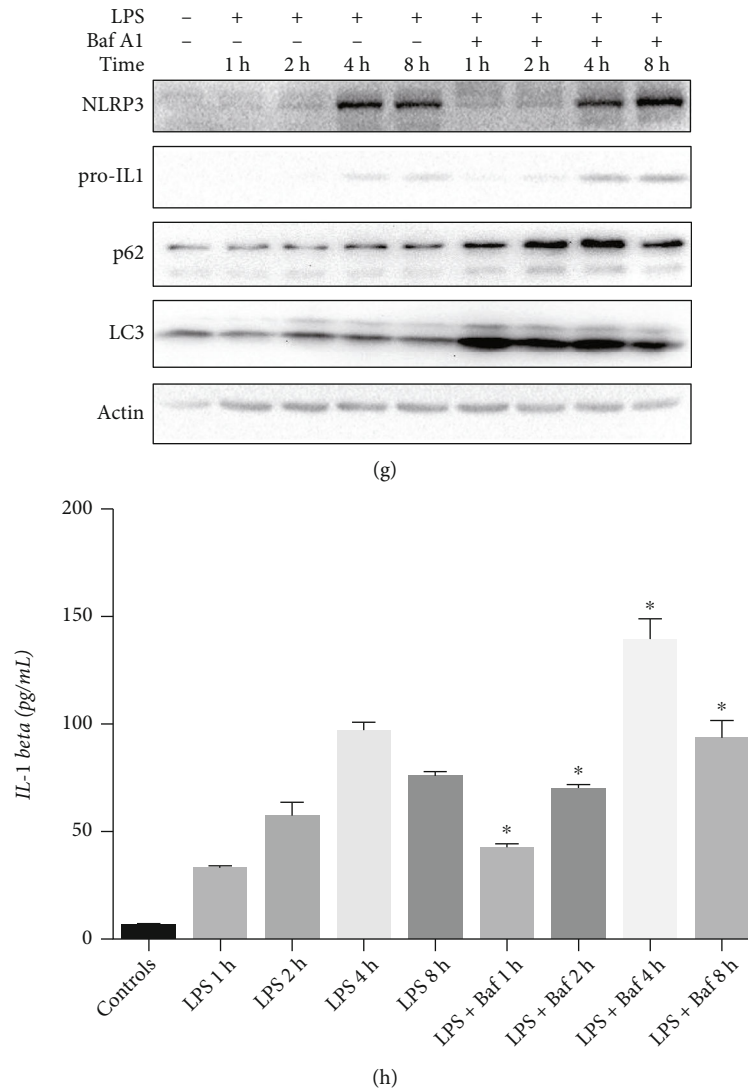 LPS – + + + + + + + +
Baf A1 – – – – – + + + +
Time 1 h 2 h 4 h 8 h 1 h 2 h 4 h 8 h
NLRP3
pro-IL1
p62
LC3
Actin
(g)
200
150
100
50
0
IL-1 beta (pg/mL)
* * * *
Controls
LPS 1 h
LPS 2 h
LPS 4 h
LPS 8 h
LPS + Baf 1 h
LPS + Baf 2 h
LPS + Baf 4 h
LPS + Baf 8 h
(h)